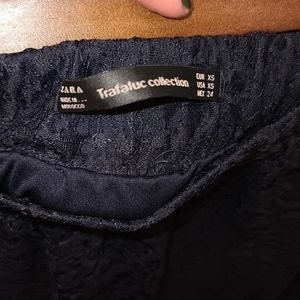 ZARA
MADE IN
MOROCCO
Trafaluc collection
EUR XS
USA XS
MEX 24